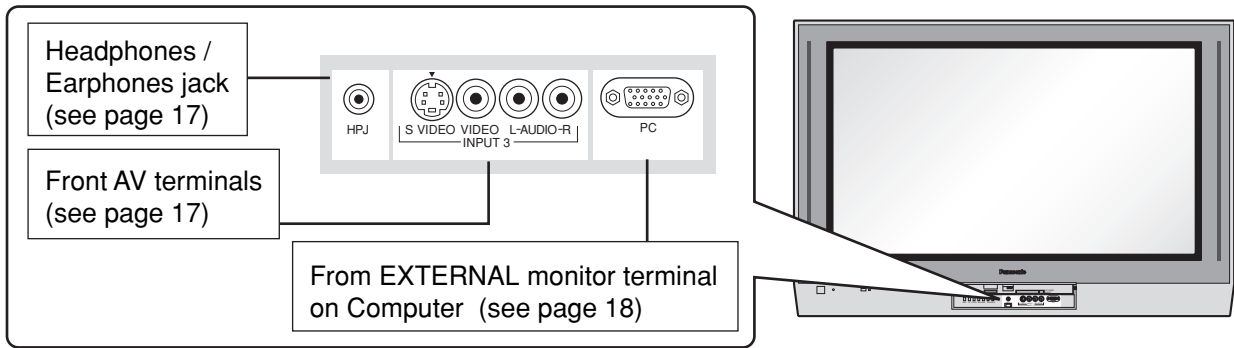 Headphones /
Earphones jack
(see page 17)
HPJ
S VIDEO VIDEO L-AUDIO-R
INPUT 3
PC
Front AV terminals
(see page 17)
From EXTERNAL monitor terminal
on Computer (see page 18)
Panasonic